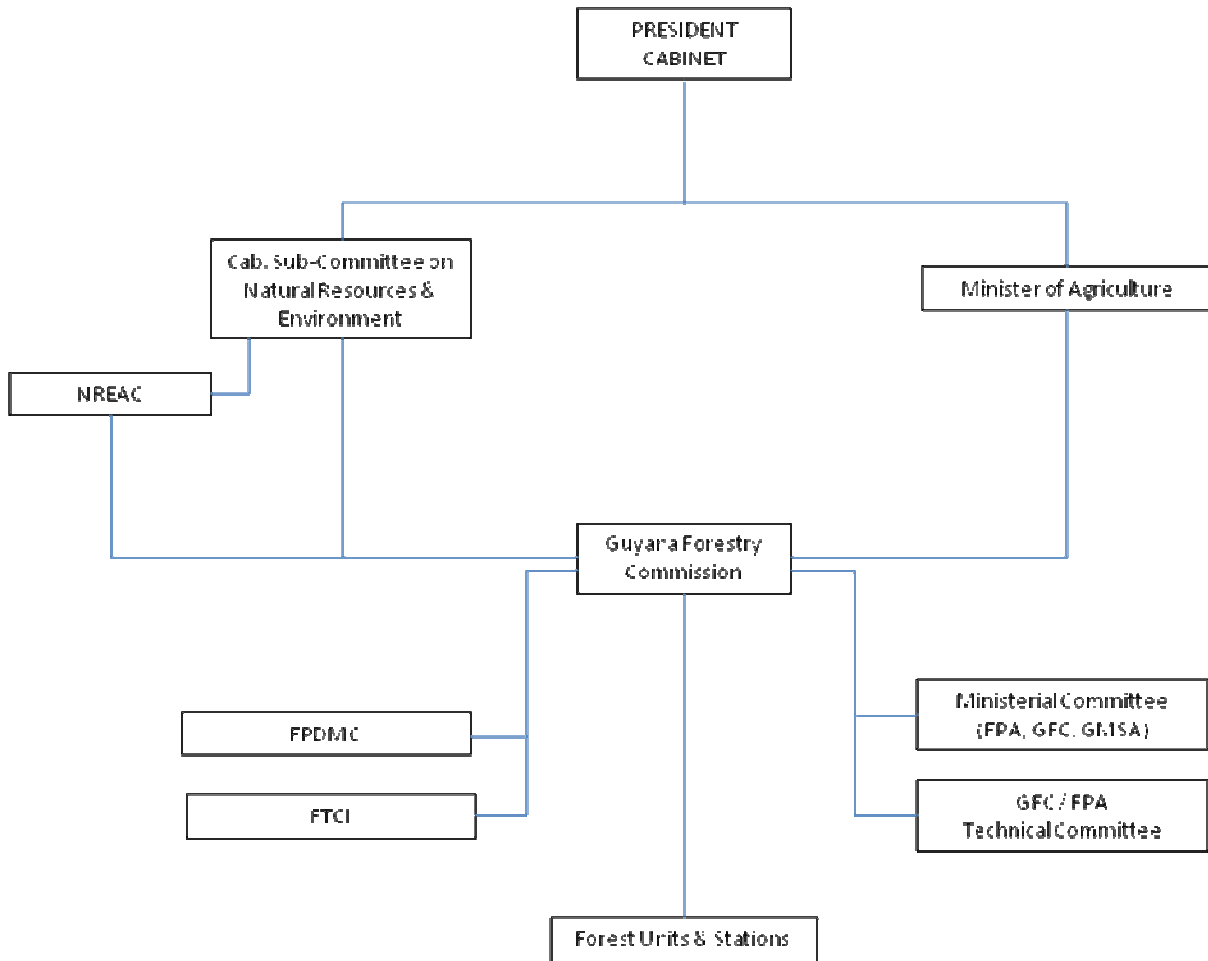 PRESIDENT
CABINET
Cab. Sub-Committee on
Natural Resources &
Environment
Minister of Agriculture
NREAC
Guyana Forestry
Commission
Ministerial Committee
(FPA, GFC, GMSA)
FPDMC
FTCI
GFC / FPA
Technical Committee
Forest Units & Stations